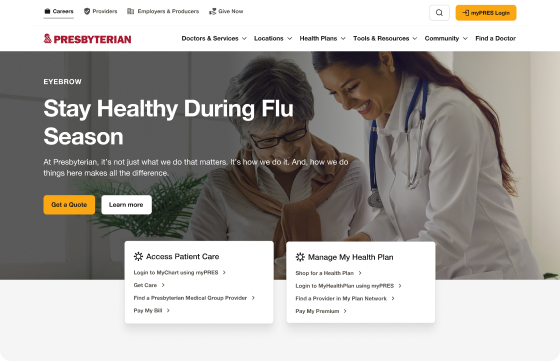 Careers
Providers
Employers & Producers
Give Now
myPRES Login
PRESBYTERIAN
Doctors & Services
Locations
Health Plans
Tools & Resources
Community
Find a Doctor
EYEBROW
Stay Healthy During Flu
Season
At Presbyterian, it's not just what we do that matters. It's how we do it. And, how we do
things here makes all the difference.
Get a Quote
Learn more
Access Patient Care
Login to MyChart using myPRES
Get Care
Find a Presbyterian Medical Group Provider
Pay My Bill
Manage My Health Plan
Shop for a Health Plan
Login to MyHealthPlan using myPRES
Find a Provider in My Plan Network
Pay My Premium